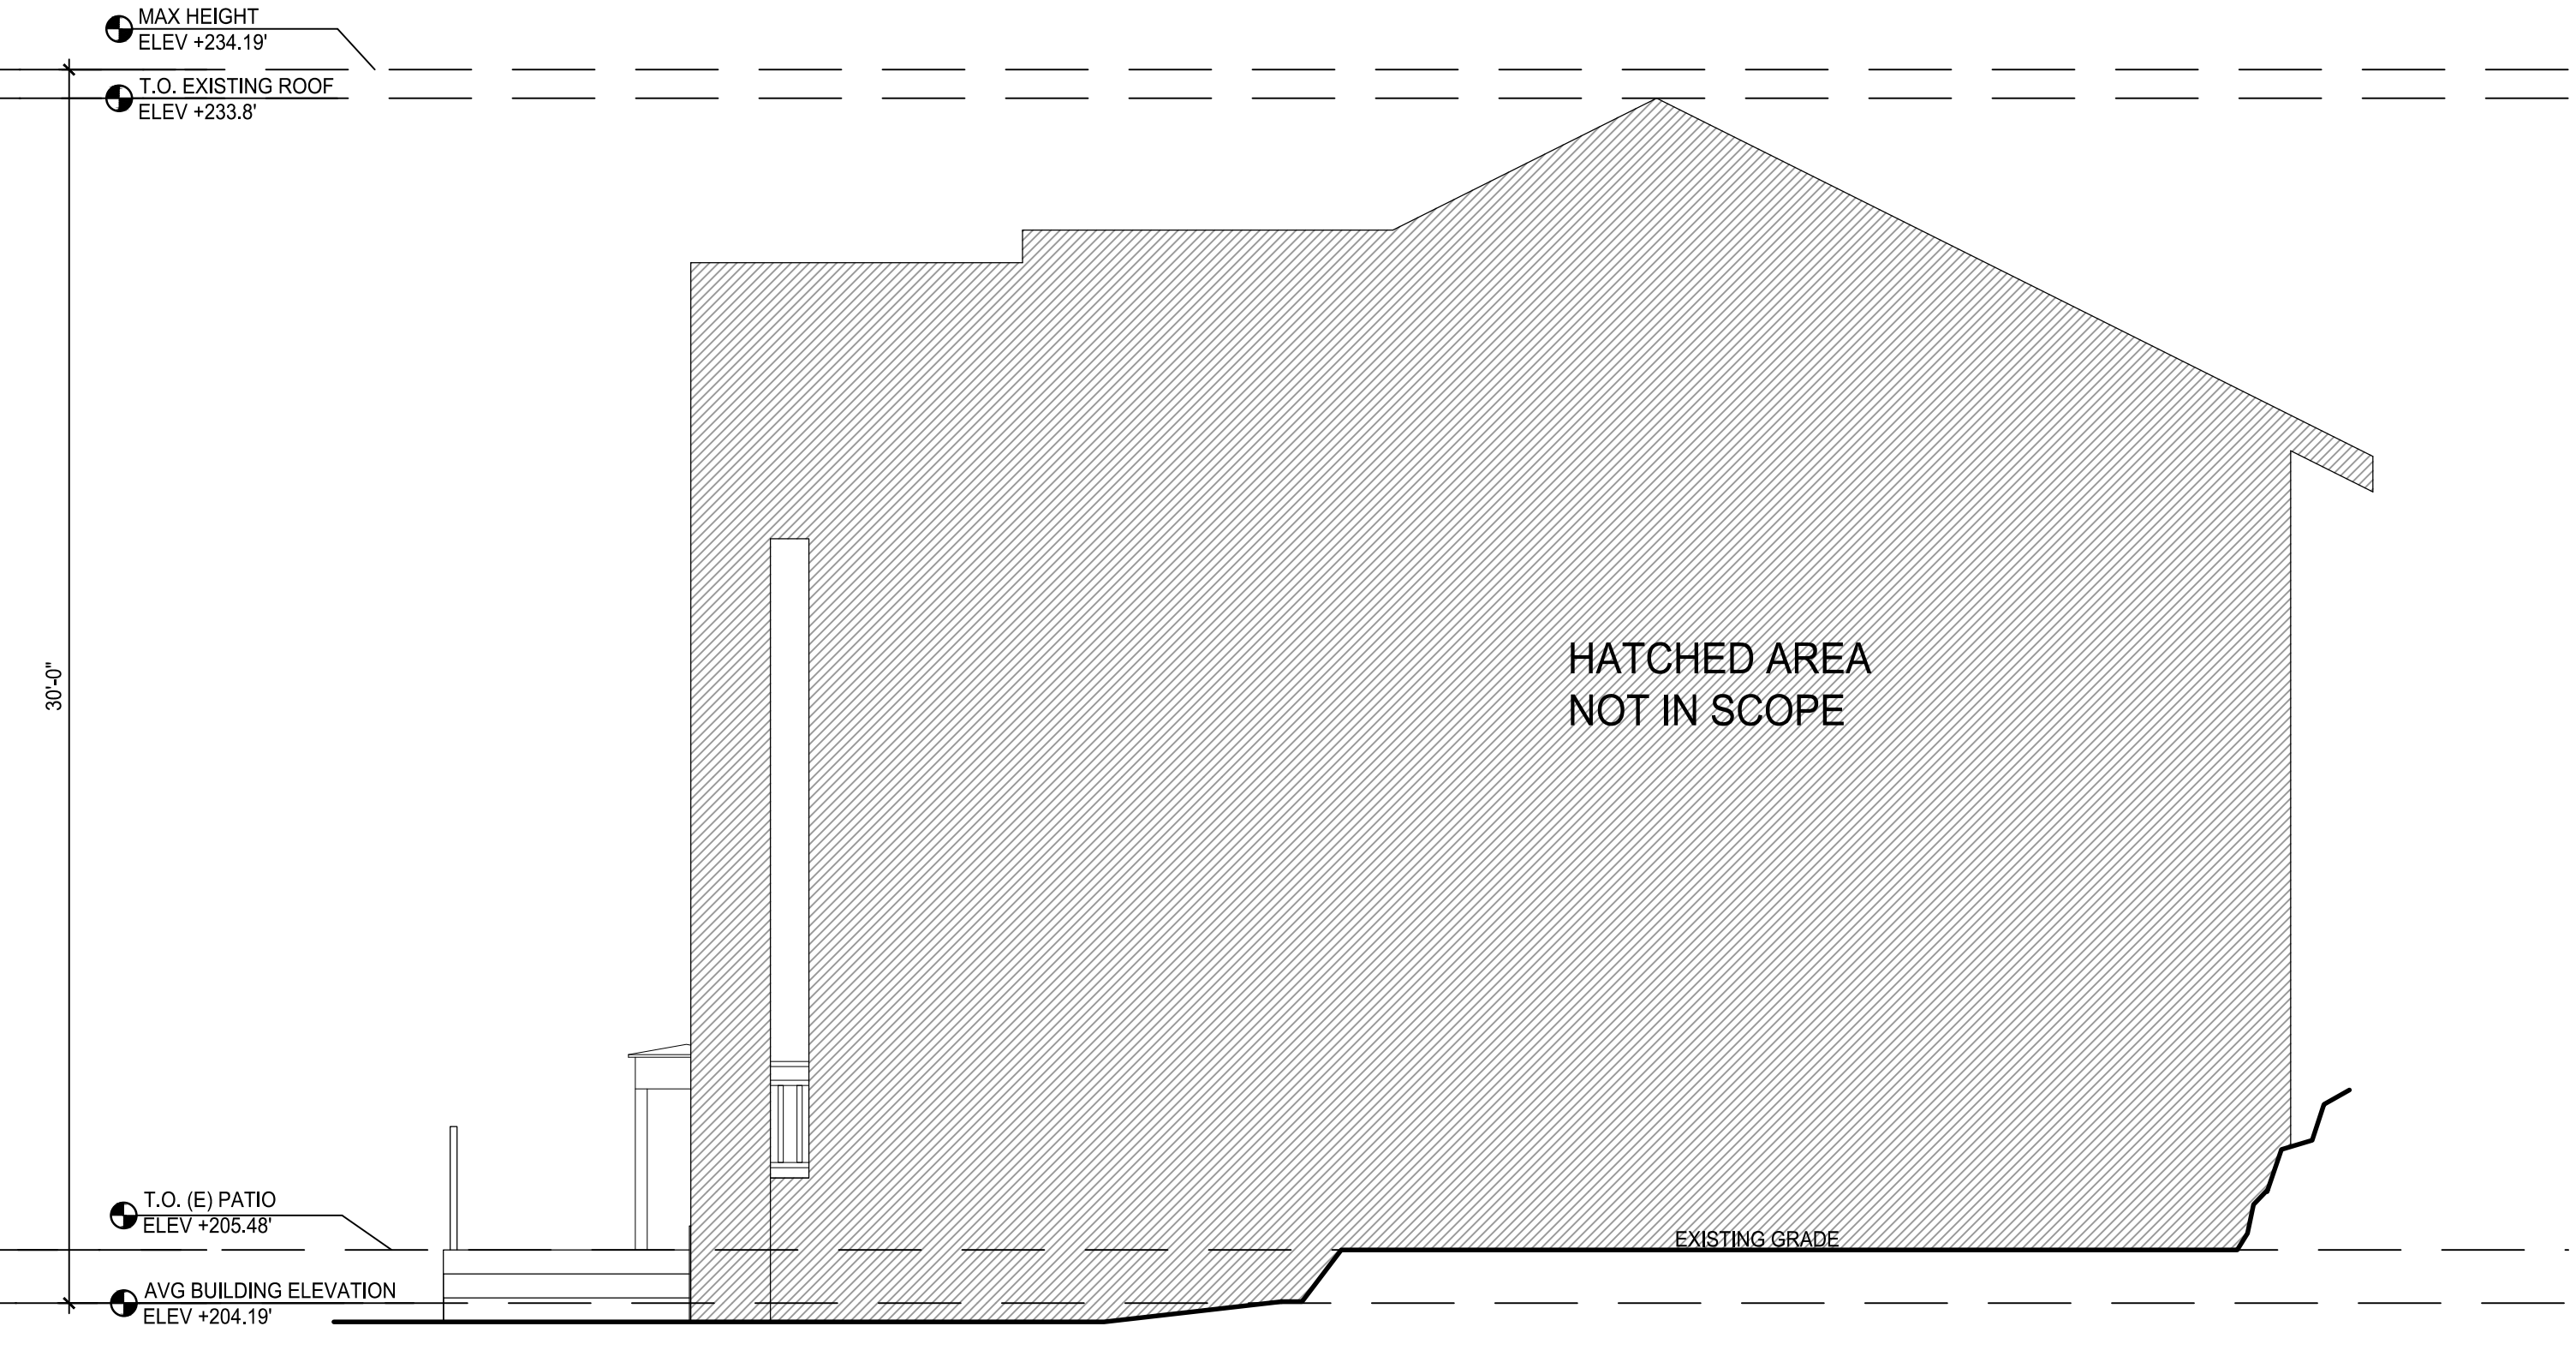 MAX HEIGHT
ELEV +234.19'
T.O. EXISTING ROOF
ELEV +233.8'
30'-0"
HATCHED AREA
NOT IN SCOPE
T.O. (E) PATIO
ELEV +205.48'
EXISTING GRADE
AVG BUILDING ELEVATION
ELEV +204.19'